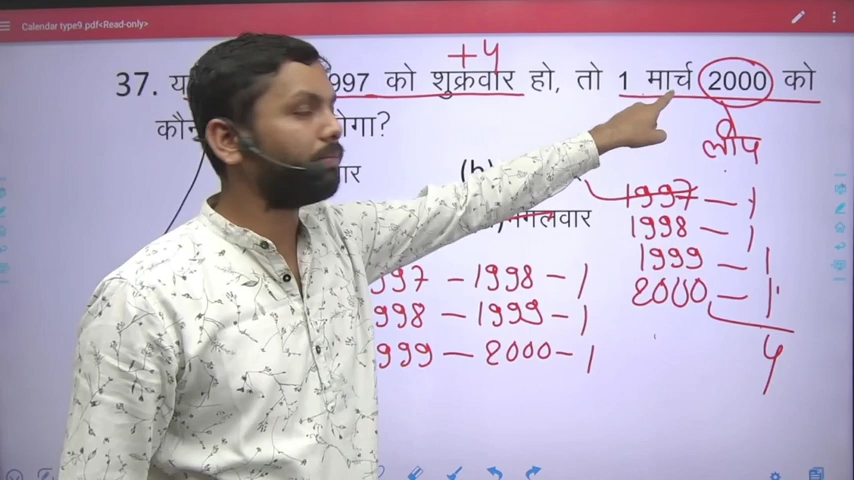 Calendar type9.pdf<Read-only>
+4
37. 997 को शुक्रवार हो, तो 1 मार्च 2000 को
लीप
गा?
ार
(b)
मंगलवार
1997 – 1
1998 – 1
1999 – 1
2000 – 1
4
997 – 1998 – 1
998 – 1999 – 1
999 – 2000 – 1